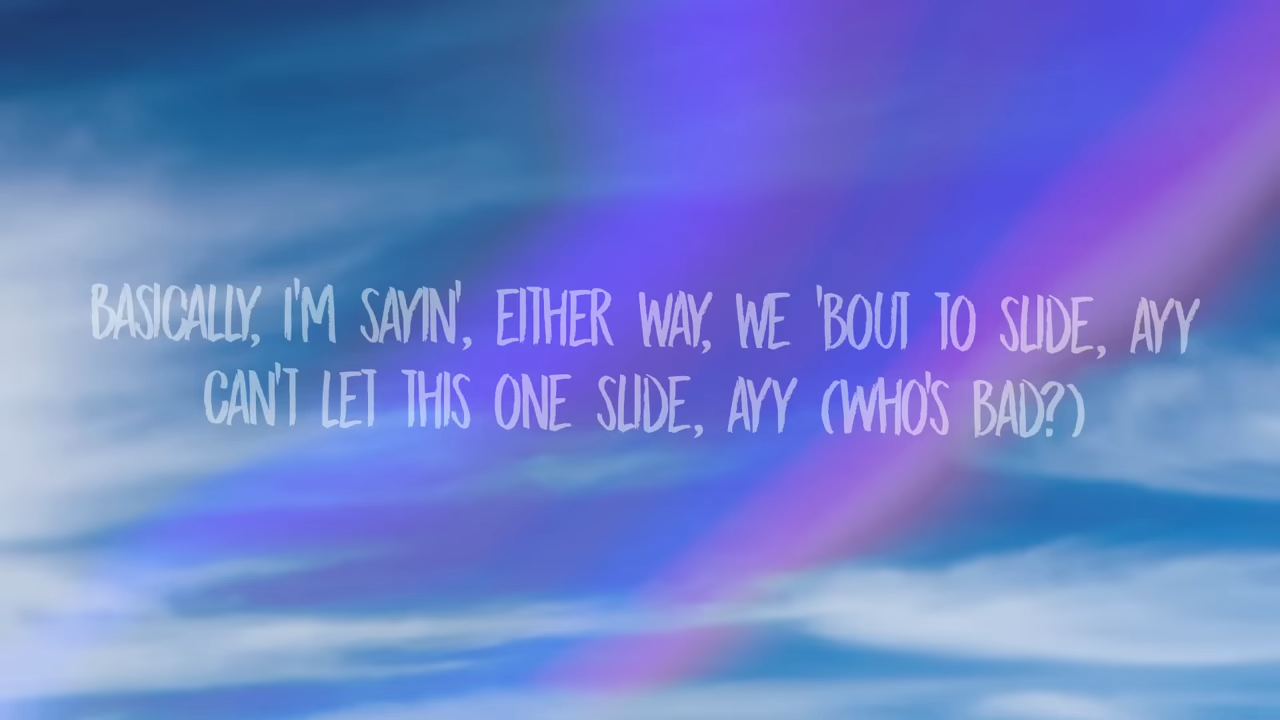 BASICALLY, I'M SAYIN', EITHER WAY, WE 'BOUT TO SLIDE, AYY
CAN'T LET THIS ONE SLIDE, AYY (WHO'S BAD?)